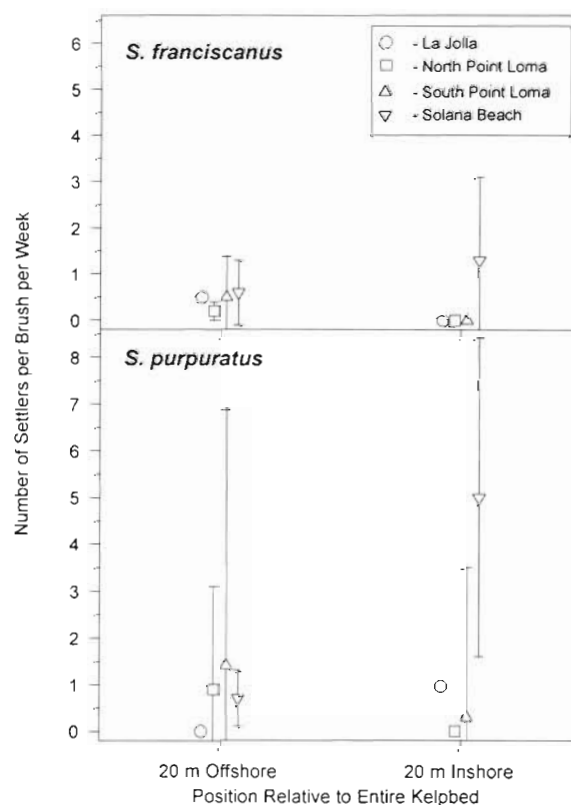 S. franciscanus
- La Jolla
- North Point Loma
- South Point Loma
- Solana Beach
6
5
4
3
2
1
0
S. purpuratus
8
7
6
5
4
3
2
1
0
Number of Settlers per Brush per Week
20 m Offshore 20 m Inshore
Position Relative to Entire Kelpbed